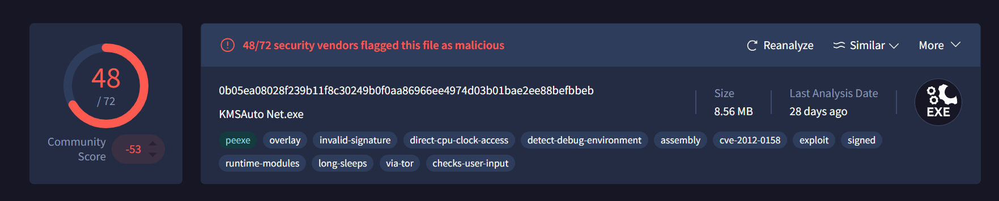 48
/ 72
Community
Score
-53
48/72 security vendors flagged this file as malicious
Reanalyze
Similar
More
0b05ea08028f239b11f8c30249b0f0aa86966ee4974d03b01bae2ee88befbbeb
KMSAuto Net.exe
Size
8.56 MB
Last Analysis Date
28 days ago
EXE
peexe overlay invalid-signature direct-cpu-clock-access detect-debug-environment assembly cve-2012-0158 exploit signed
runtime-modules long-sleeps via-tor checks-user-input